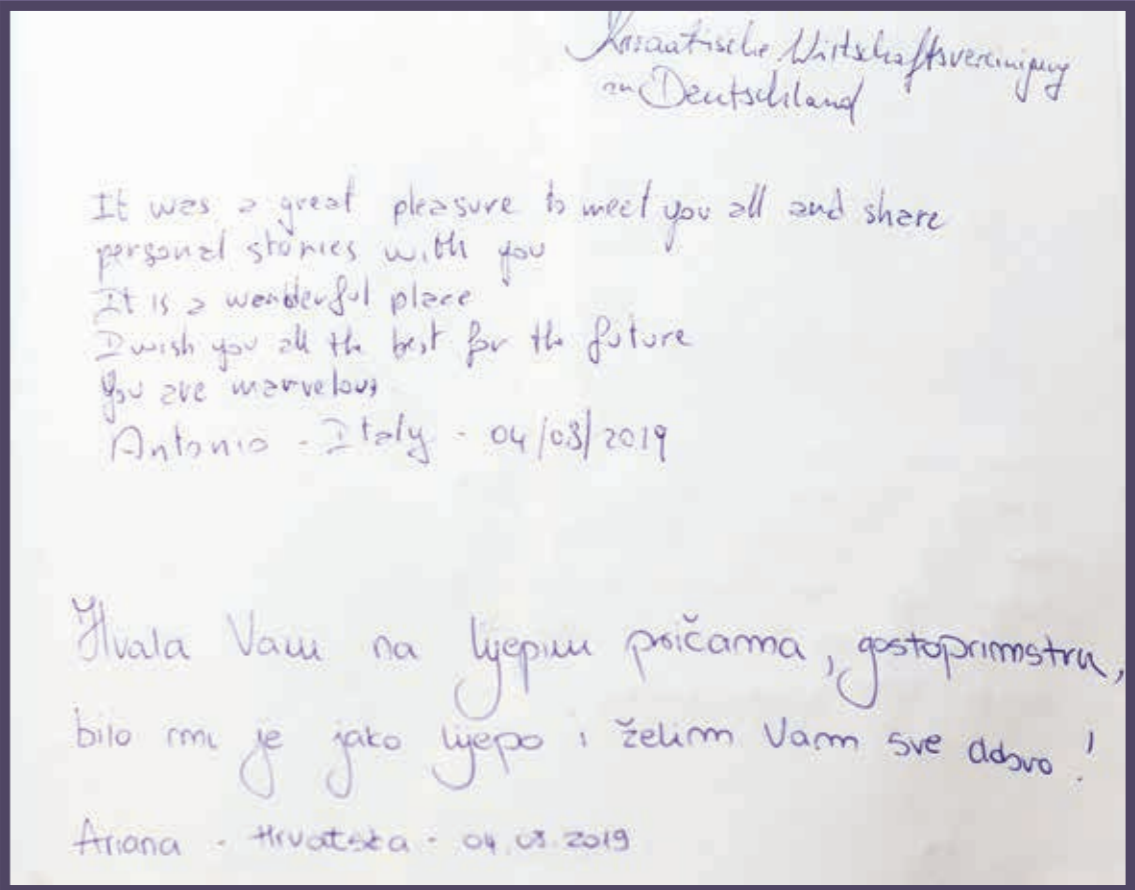 Kroatische Wirtschaftsvereinigung
in Deutschland
It was a great pleasure to meet you all and share
personal stories with you
It is a wonderful place
I wish you all the best for the future
You are marvelous
Antonio - Italy - 04/03/2019
Hvala Vam na lijepim pričama, gostoprimstvu,
bilo mi je jako lijepo i želim Vam sve dobro!
Ariana - Hrvatska - 04.03.2019